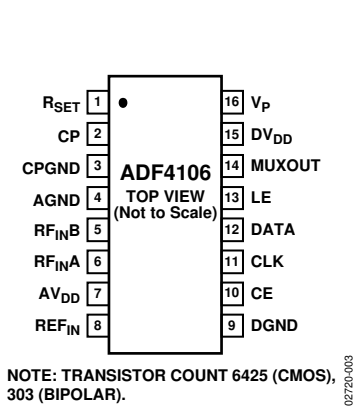 RSET 1 16 VP
CP 2 15 DVDD
CPGND 3 14 MUXOUT
ADF4106
AGND 4 13 LE
TOP VIEW
(Not to Scale)
RFINB 5 12 DATA
RFINA 6 11 CLK
AVDD 7 10 CE
REFIN 8 9 DGND
NOTE: TRANSISTOR COUNT 6425 (CMOS),
303 (BIPOLAR).
02720-003